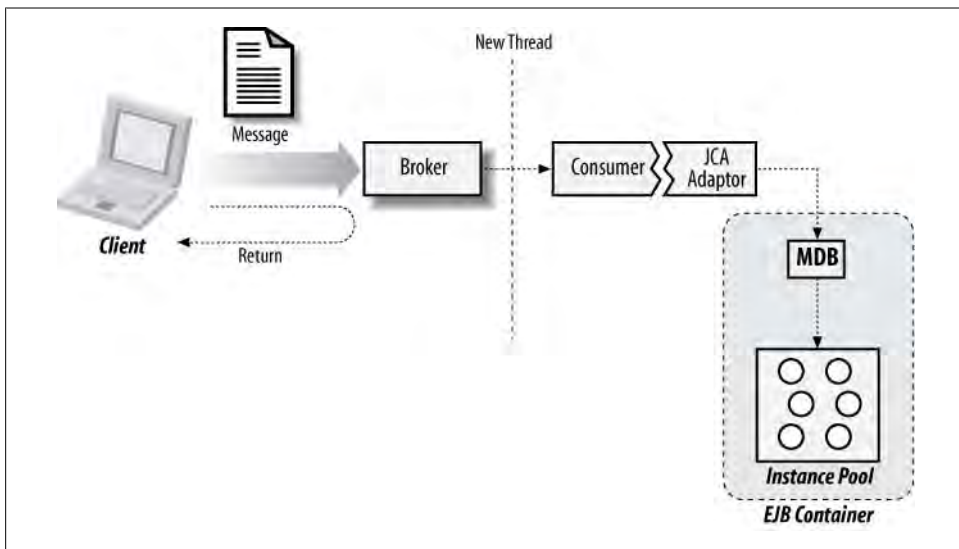 New Thread
Message
Broker
Consumer
JCA
Adaptor
Client
Return
MDB
Instance Pool
EJB Container